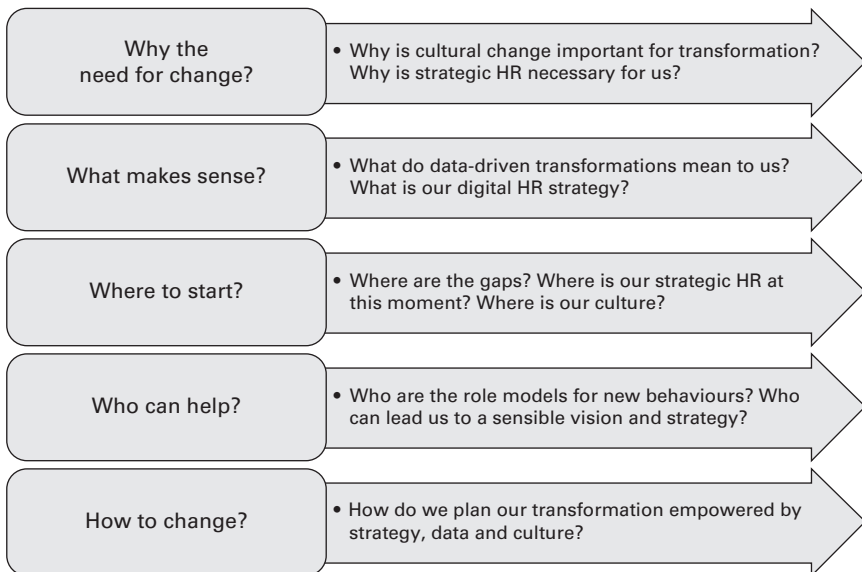 Why the
need for change?
• Why is cultural change important for transformation?
Why is strategic HR necessary for us?
What makes sense?
• What do data-driven transformations mean to us?
What is our digital HR strategy?
Where to start?
• Where are the gaps? Where is our strategic HR at
this moment? Where is our culture?
Who can help?
• Who are the role models for new behaviours? Who
can lead us to a sensible vision and strategy?
How to change?
• How do we plan our transformation empowered by
strategy, data and culture?